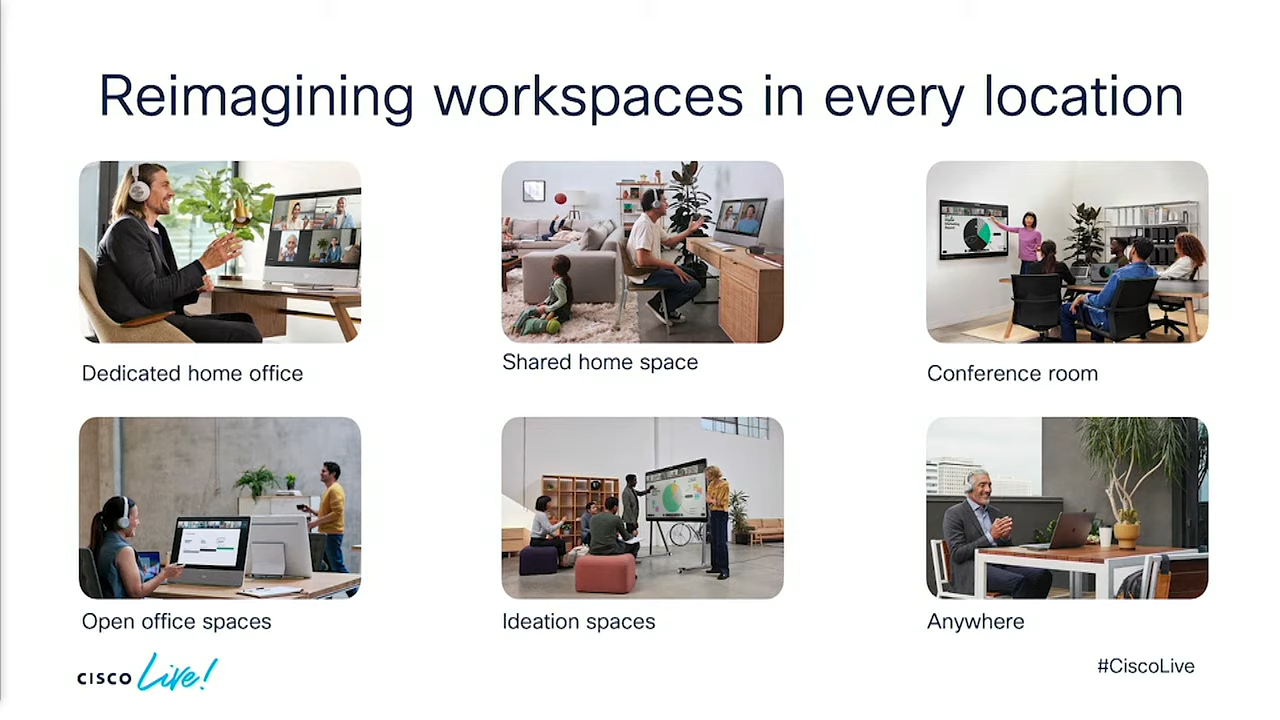 Reimagining workspaces in every location
Dedicated home office
Shared home space
Conference room
Open office spaces
Ideation spaces
Anywhere
CISCO Live!
#CiscoLive